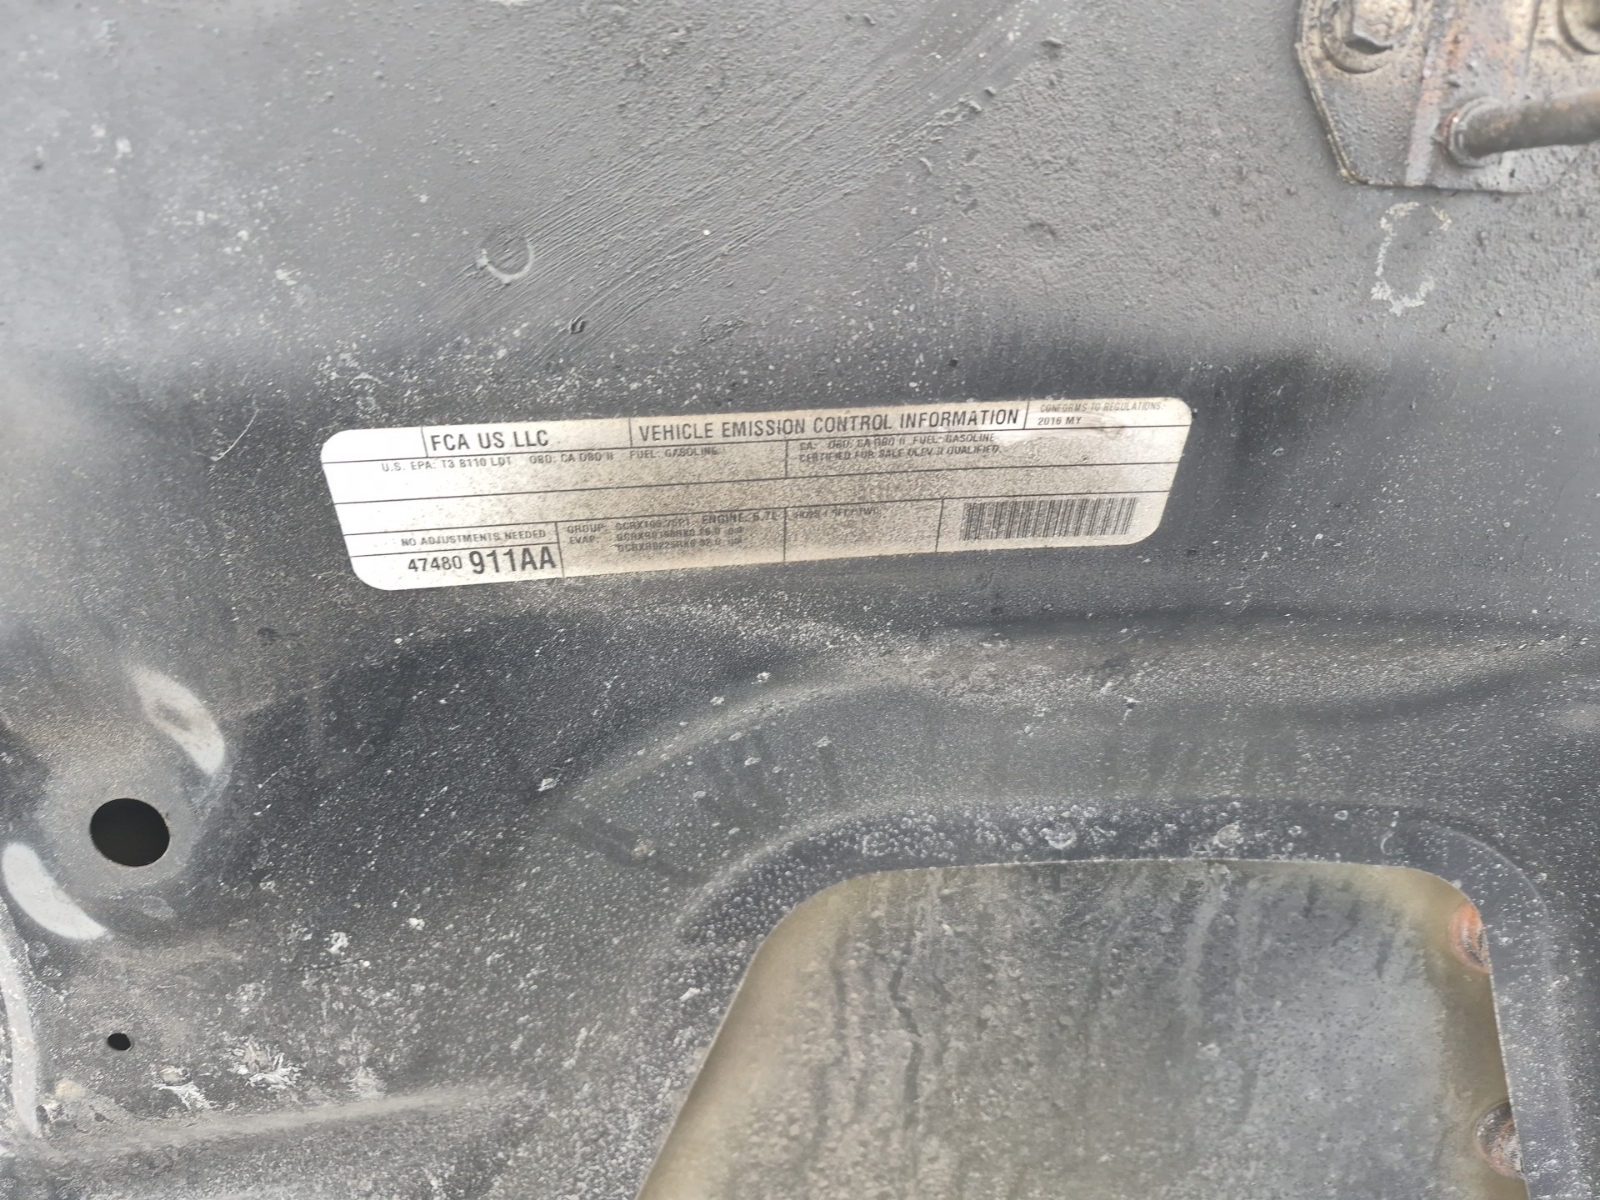 FCA US LLC
VEHICLE EMISSION CONTROL INFORMATION
CONFORMS TO REGULATIONS:
2016 MY
U.S. EPA: T3 B110 LDT OBD: CA OBD II FUEL: GASOLINE
CA: OBD: CA OBD II FUEL: GASOLINE
CERTIFIED FOR SALE QUALIFIED.
NO ADJUSTMENTS NEEDED
47480 911AA
GROUP: ENGINE: 5.7L
EVAP: